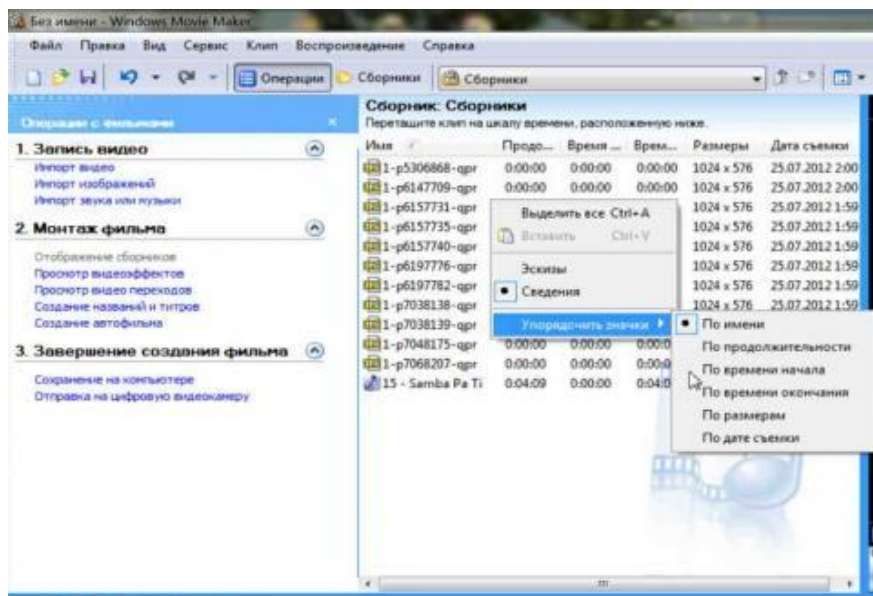 Без имени - Windows Movie Maker
Файл Правка Вид Сервис Клип Воспроизведение Справка
Операции Сборники Сборники
Операции с фильмами
1. Запись видео
Импорт видео
Импорт изображений
Импорт звука или музыки
2. Монтаж фильма
Отображение сборников
Просмотр видеоэффектов
Просмотр видео переходов
Создание названий и титров
Создание автофильма
3. Завершение создания фильма
Сохранение на компьютере
Отправка на цифровую видеокамеру
Сборник: Сборники
Перетащите клип на шкалу времени, расположенную ниже.
Имя Продо... Время ... Врем... Размеры Дата съемки
1-p5306868-qpr 0:00:00 0:00:00 0:00:00 1024 x 576 25.07.2012 2:00
1-p6147709-qpr 0:00:00 0:00:00 0:00:00 1024 x 576 25.07.2012 2:00
1-p6157731-qpr 1024 x 576 25.07.2012 1:59
1-p6157735-qpr 1024 x 576 25.07.2012 1:59
1-p6157740-qpr 1024 x 576 25.07.2012 1:59
1-p6197776-qpr 1024 x 576 25.07.2012 1:59
1-p6197782-qpr 1024 x 576 25.07.2012 1:59
1-p7038138-qpr 1024 x 576 25.07.2012 1:59
1-p7038139-qpr
1-p7048175-qpr 0:00:00 0:00:00 0:00:0
1-p7068207-qpr 0:00:00 0:00:00 0:00:0
15 - Samba Pa Ti 0:04:09 0:00:00 0:04:0
Выделить все Ctrl+A
Вставить Ctrl+V
Эскизы
Сведения
Упорядочить значки
По имени
По продолжительности
По времени начала
По времени окончания
По размерам
По дате съемки